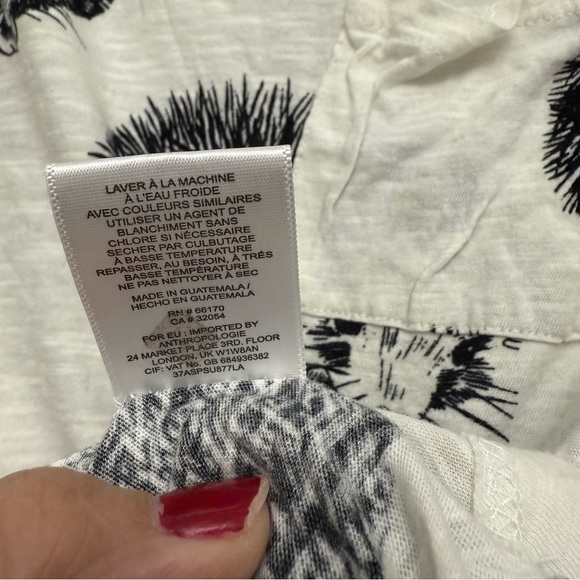 LAVER À LA MACHINE
À L'EAU FROIDE
AVEC COULEURS SIMILAIRES
UTILISER UN AGENT DE
BLANCHIMENT SANS
CHLORE SI NÉCESSAIRE
SÉCHER PAR CULBUTAGE
À BASSE TEMPÉRATURE
REPASSER, AU BESOIN, À TRÈS
BASSE TEMPÉRATURE
NE PAS NETTOYER À SEC
MADE IN GUATEMALA /
HECHO EN GUATEMALA
RN # 66170
CA # 32054
FOR EU : IMPORTED BY
ANTHROPOLOGIE
24 MARKET PLACE 3RD. FLOOR
LONDON, UK W1W8AN
CIF: VAT No. GB 684936382
37ASPSU877LA